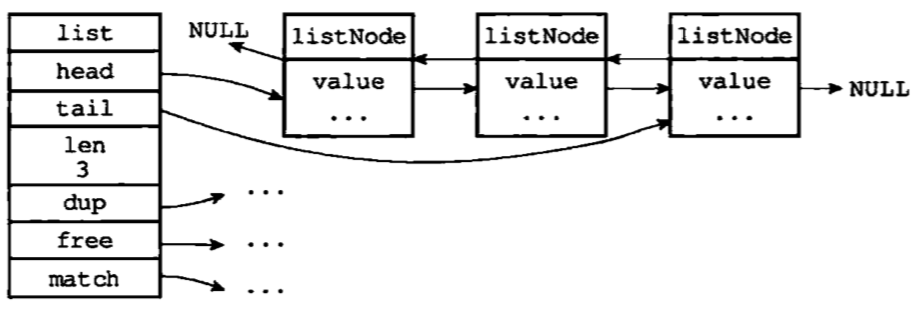 list
head
tail
len
3
dup
free
match
NULL
listNode
value
...
listNode
value
...
listNode
value
...
NULL
...
...
...